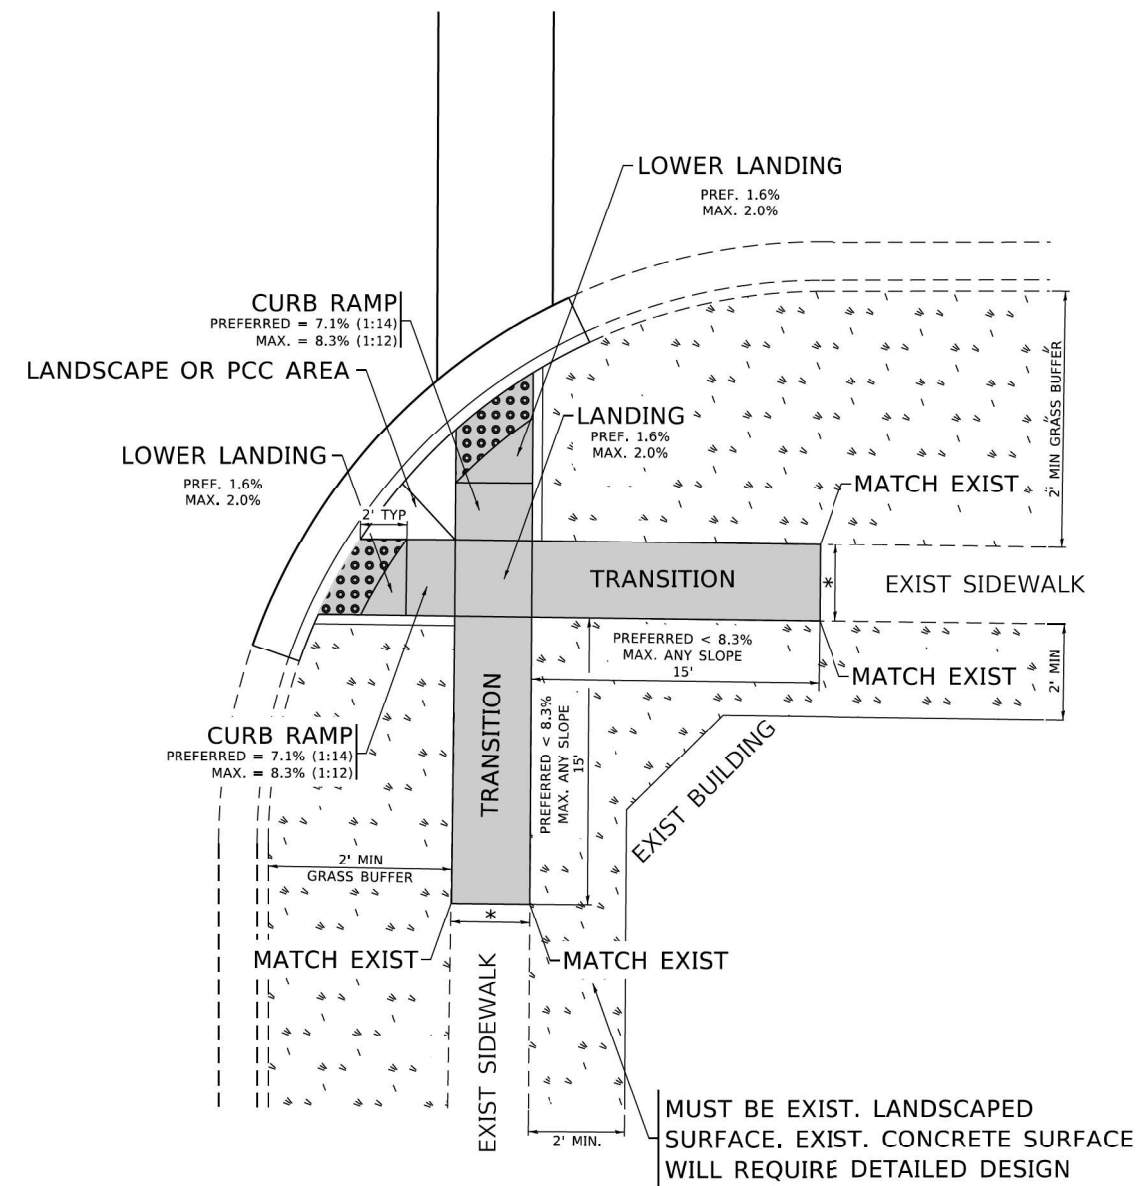 LOWER LANDING
PREF. 1.6%
MAX. 2.0%
CURB RAMP
PREFERRED = 7.1% (1:14)
MAX. = 8.3% (1:12)
LANDSCAPE OR PCC AREA
LANDING
PREF. 1.6%
MAX. 2.0%
LOWER LANDING
PREF. 1.6%
MAX. 2.0%
2' TYP
2' MIN GRASS BUFFER
MATCH EXIST
TRANSITION
*
EXIST SIDEWALK
PREFERRED < 8.3%
MAX. ANY SLOPE
15'
MATCH EXIST
2' MIN
CURB RAMP
PREFERRED = 7.1% (1:14)
MAX. = 8.3% (1:12)
TRANSITION
PREFERRED < 8.3%
MAX. ANY SLOPE
15'
EXIST BUILDING
2' MIN
GRASS BUFFER
*
MATCH EXIST
MATCH EXIST
EXIST SIDEWALK
2' MIN.
MUST BE EXIST. LANDSCAPED
SURFACE. EXIST. CONCRETE SURFACE
WILL REQUIRE DETAILED DESIGN